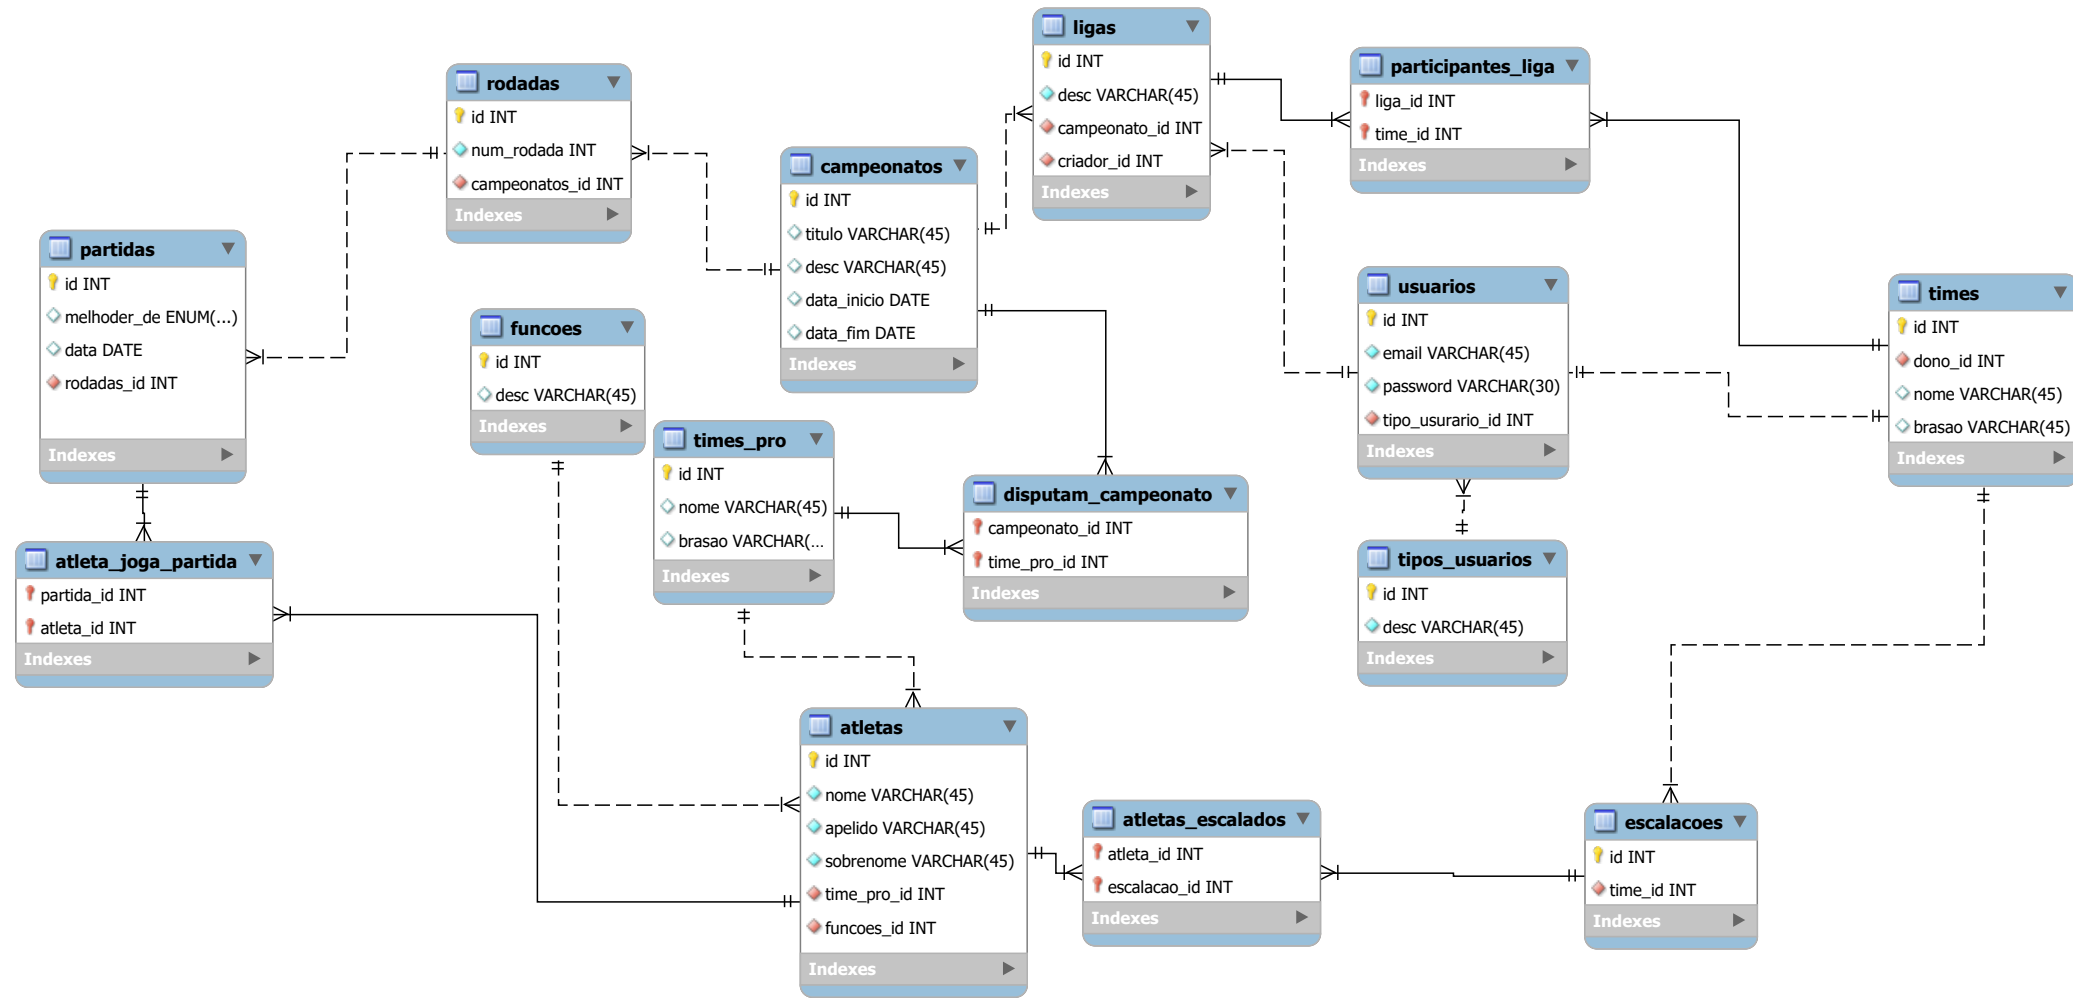 ligas
id INT
desc VARCHAR(45)
campeonato_id INT
criador_id INT
Indexes
participantes_liga
liga_id INT
time_id INT
Indexes
rodadas
id INT
num_rodada INT
campeonatos_id INT
Indexes
campeonatos
id INT
titulo VARCHAR(45)
desc VARCHAR(45)
data_inicio DATE
data_fim DATE
Indexes
partidas
id INT
melhoder_de ENUM(...)
data DATE
rodadas_id INT
Indexes
funcoes
id INT
desc VARCHAR(45)
Indexes
usuarios
id INT
email VARCHAR(45)
password VARCHAR(30)
tipo_usurario_id INT
Indexes
times
id INT
dono_id INT
nome VARCHAR(45)
brasao VARCHAR(45)
Indexes
times_pro
id INT
nome VARCHAR(45)
brasao VARCHAR(...
Indexes
disputam_campeonato
campeonato_id INT
time_pro_id INT
Indexes
atleta_joga_partida
partida_id INT
atleta_id INT
Indexes
tipos_usuarios
id INT
desc VARCHAR(45)
Indexes
atletas
id INT
nome VARCHAR(45)
apelido VARCHAR(45)
sobrenome VARCHAR(45)
time_pro_id INT
funcoes_id INT
Indexes
atletas_escalados
atleta_id INT
escalacao_id INT
Indexes
escalacoes
id INT
time_id INT
Indexes